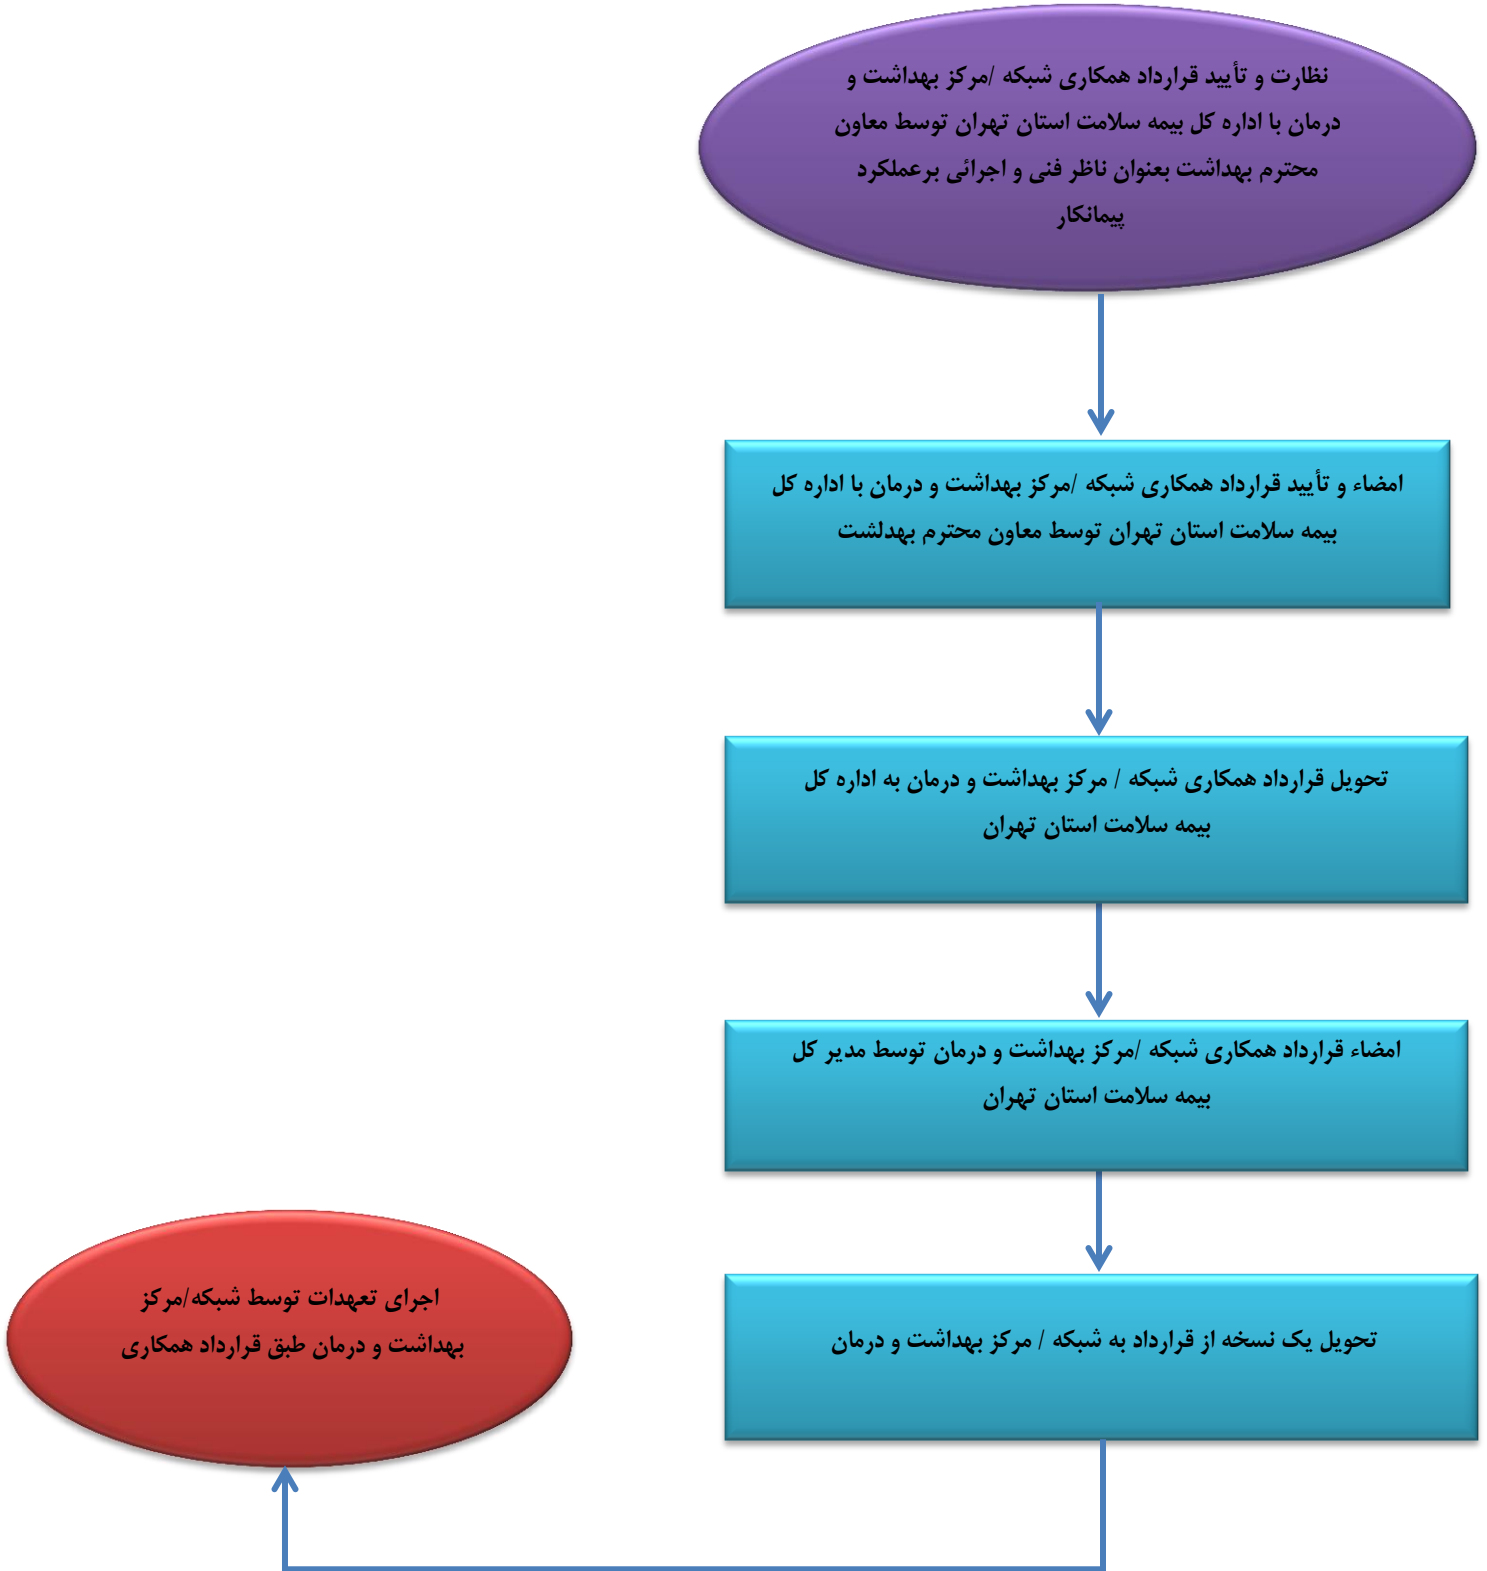 نظارت و تأیید قرارداد همکاری شبکه /مرکز بهداشت و
درمان با اداره کل بیمه سلامت استان تهران توسط معاون
محترم بهداشت بعنوان ناظر فنی و اجرائی برعملکرد
پیمانکار
امضاء و تأیید قرارداد همکاری شبکه /مرکز بهداشت و درمان با اداره کل
بیمه سلامت استان تهران توسط معاون محترم بهدلشت
تحویل قرارداد همکاری شبکه / مرکز بهداشت و درمان به اداره کل
بیمه سلامت استان تهران
امضاء قرارداد همکاری شبکه /مرکز بهداشت و درمان توسط مدیر کل
بیمه سلامت استان تهران
تحویل یک نسخه از قرارداد به شبکه / مرکز بهداشت و درمان
اجرای تعهدات توسط شبکه/مرکز
بهداشت و درمان طبق قرارداد همکاری